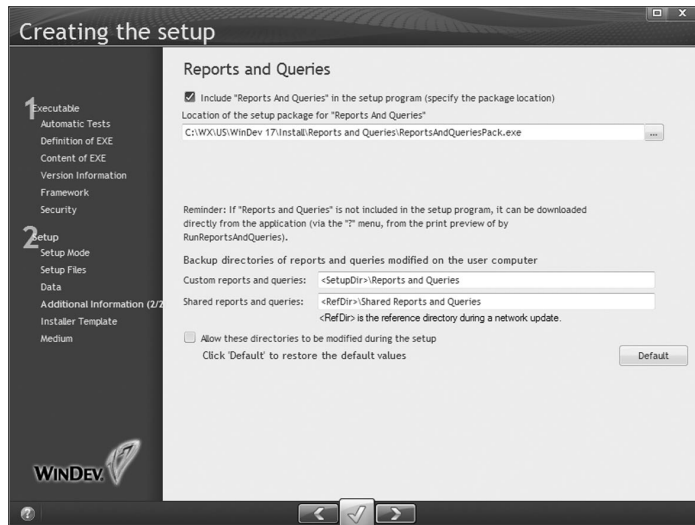 Creating the setup
1
Executable
Automatic Tests
Definition of EXE
Content of EXE
Version Information
Framework
Security
2
Setup
Setup Mode
Setup Files
Data
Additional Information (2/2
Installer Template
Medium
WINDEV.
Reports and Queries
Include "Reports And Queries" in the setup program (specify the package location)
Location of the setup package for "Reports And Queries"
C:\WX\US\WinDev 17\Install\Reports and Queries\ReportsAndQueriesPack.exe
...
Reminder: If "Reports and Queries" is not included in the setup program, it can be downloaded
directly from the application (via the "?" menu, from the print preview of by
RunReportsAndQueries).
Backup directories of reports and queries modified on the user computer
Custom reports and queries: <SetupDir>\Reports and Queries
Shared reports and queries: <RefDir>\Shared Reports and Queries
<RefDir> is the reference directory during a network update.
Allow these directories to be modified during the setup
Click 'Default' to restore the default values
Default
?